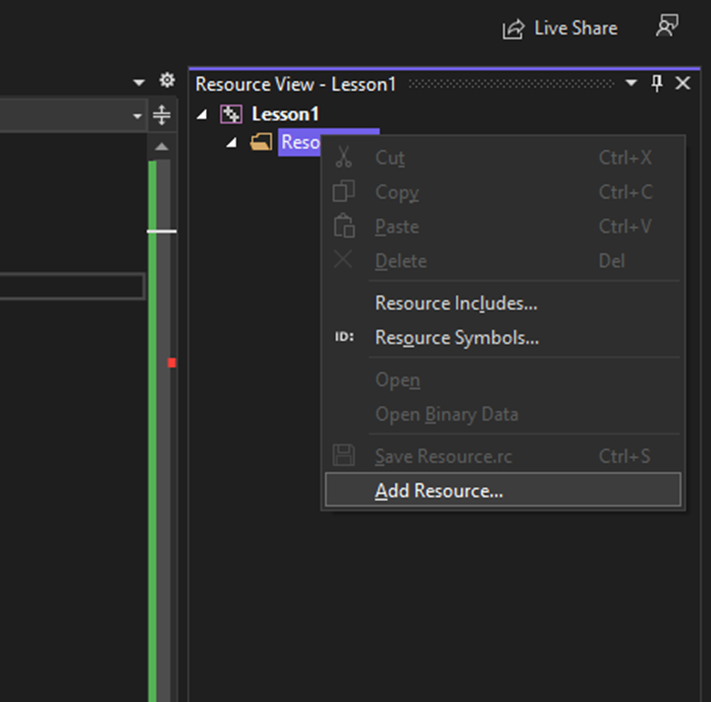 Live Share
Resource View - Lesson1
Lesson1
Reso
Cut Ctrl+X
Copy Ctrl+C
Paste Ctrl+V
Delete Del
Resource Includes...
ID: Resource Symbols...
Open
Open Binary Data
Save Resource.rc Ctrl+S
Add Resource...